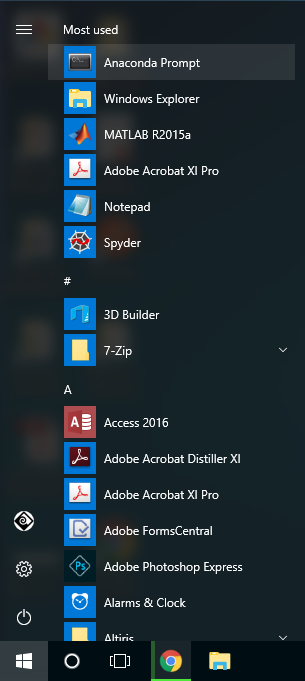 Most used
Anaconda Prompt
Windows Explorer
MATLAB R2015a
Adobe Acrobat XI Pro
Notepad
Spyder
#
3D Builder
7-Zip
A
Access 2016
Adobe Acrobat Distiller XI
Adobe Acrobat XI Pro
Adobe FormsCentral
Adobe Photoshop Express
Alarms & Clock
Altiris